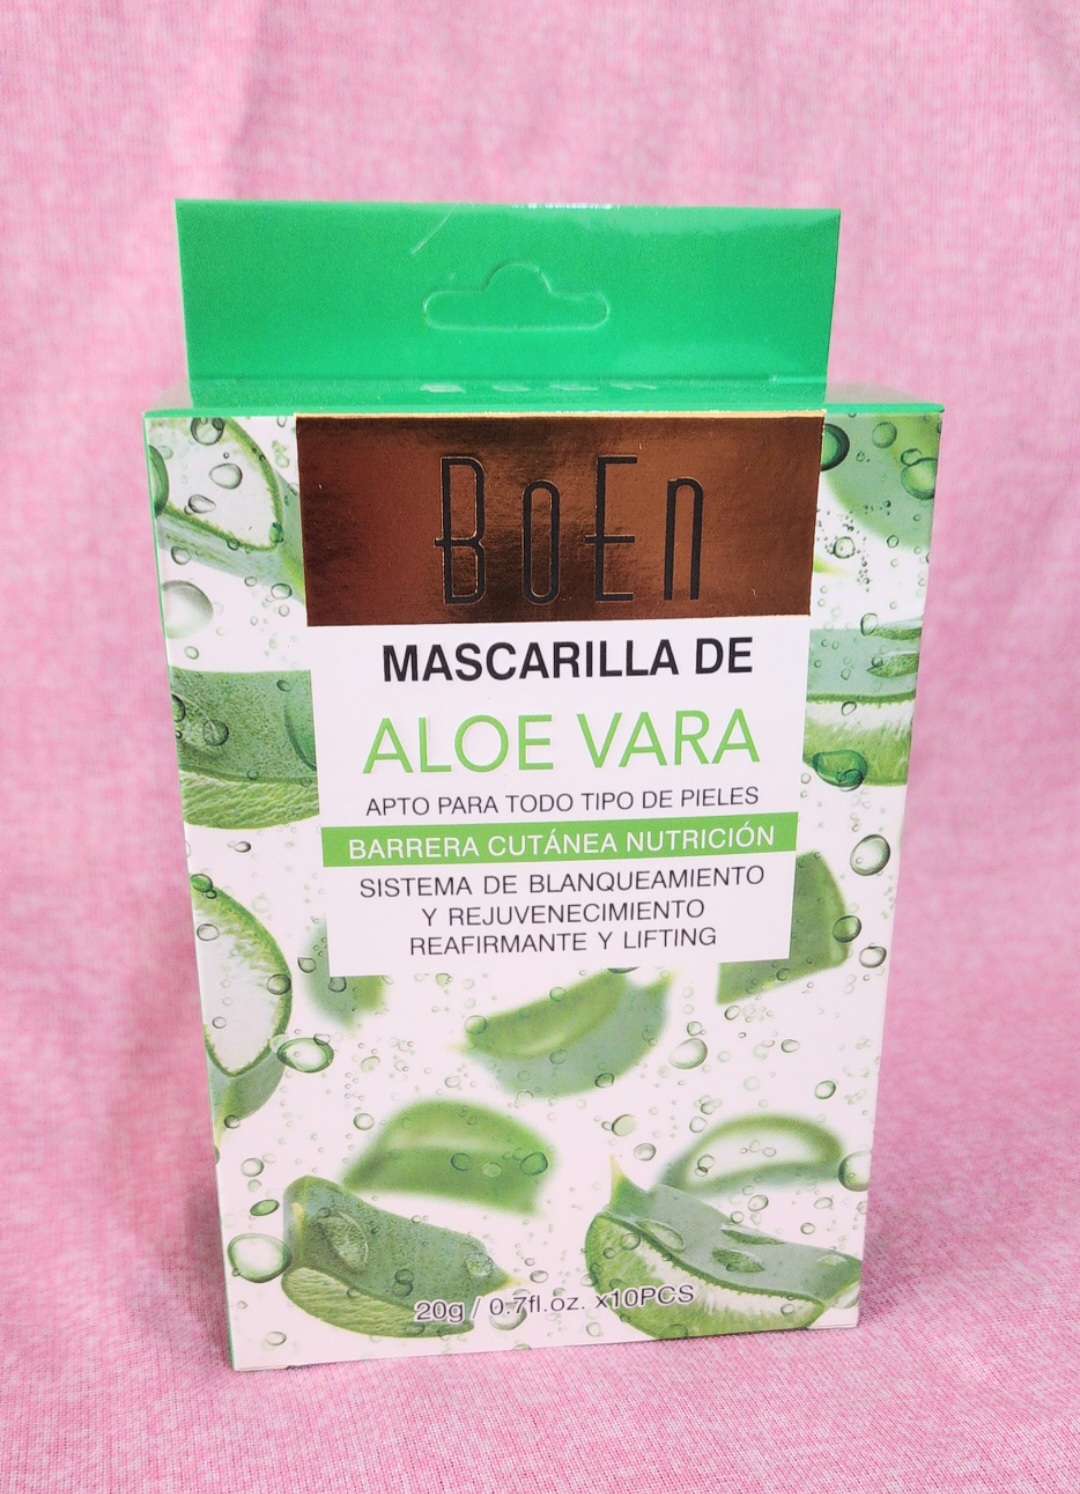 BoEn
MASCARILLA DE
ALOE VARA
APTO PARA TODO TIPO DE PIELES
BARRERA CUTÁNEA NUTRICIÓN
SISTEMA DE BLANQUEAMIENTO
Y REJUVENECIMIENTO
REAFIRMANTE Y LIFTING
20g / 0.7fl.oz. x10PCS